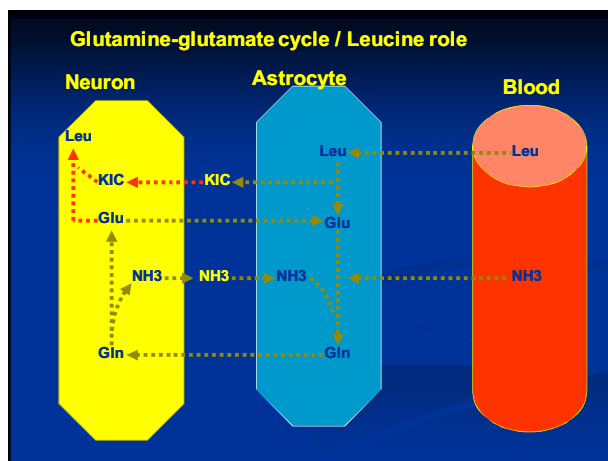 Glutamine-glutamate cycle / Leucine role
Neuron
Astrocyte
Blood
Leu
Leu
Leu
KIC
KIC
Glu
Glu
NH3
NH3
NH3
NH3
Gln
Gln